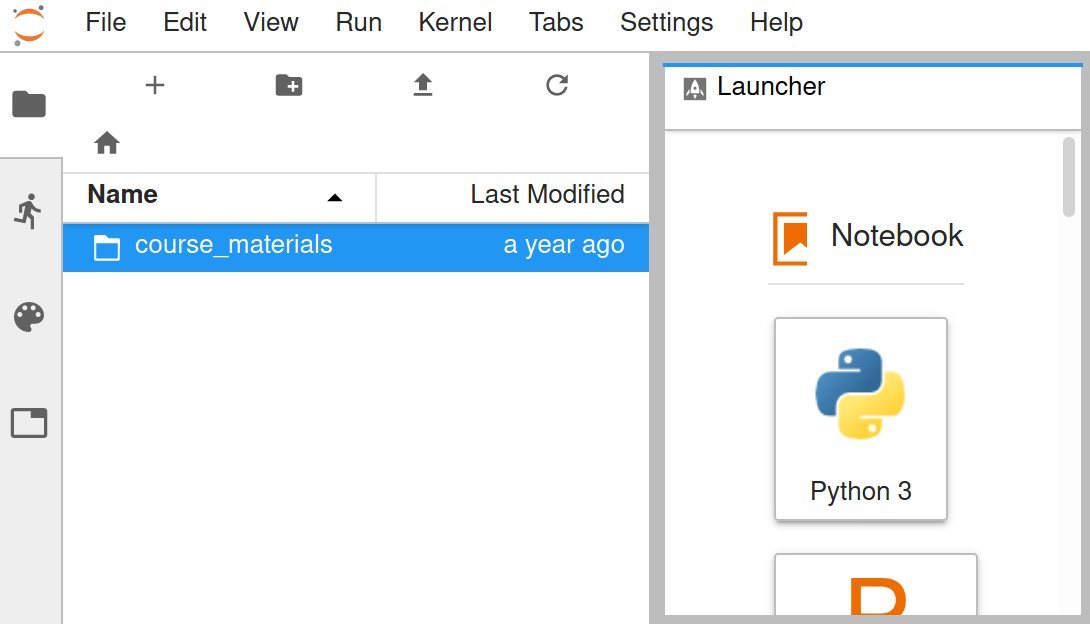 File Edit View Run Kernel Tabs Settings Help
Launcher
Name Last Modified
course_materials a year ago
Notebook
Python 3